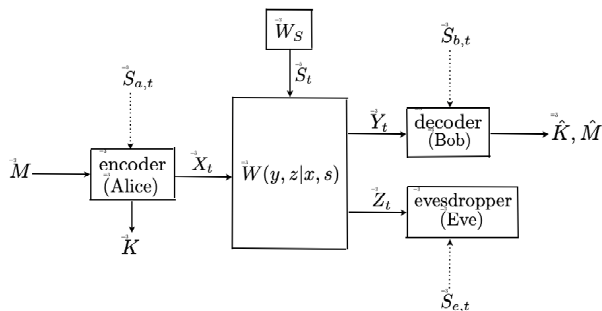 W_S
S_{b,t}
S_{a,t}
S_t
M
encoder
(Alice)
X_t
W(y, z|x, s)
Y_t
decoder
(Bob)
K̂, M̂
K
Z_t
evesdropper
(Eve)
S_{e,t}